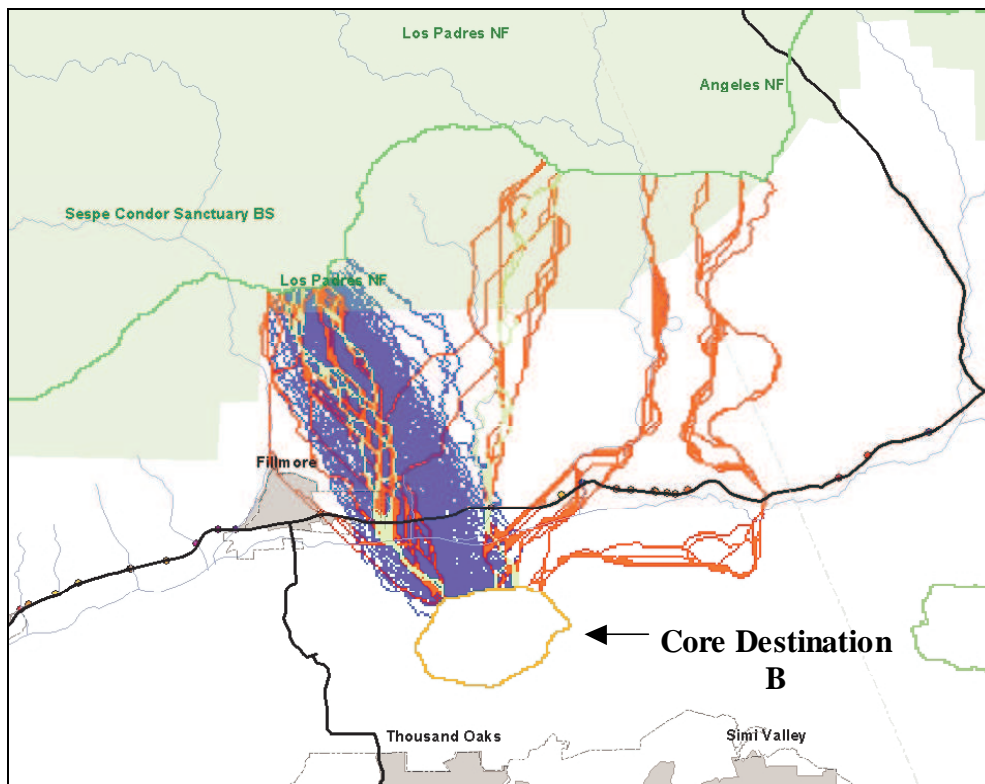 Los Padres NF
Angeles NF
Sespe Condor Sanctuary BS
Los Padres NF
Fillmore
Core Destination
B
Thousand Oaks
Simi Valley